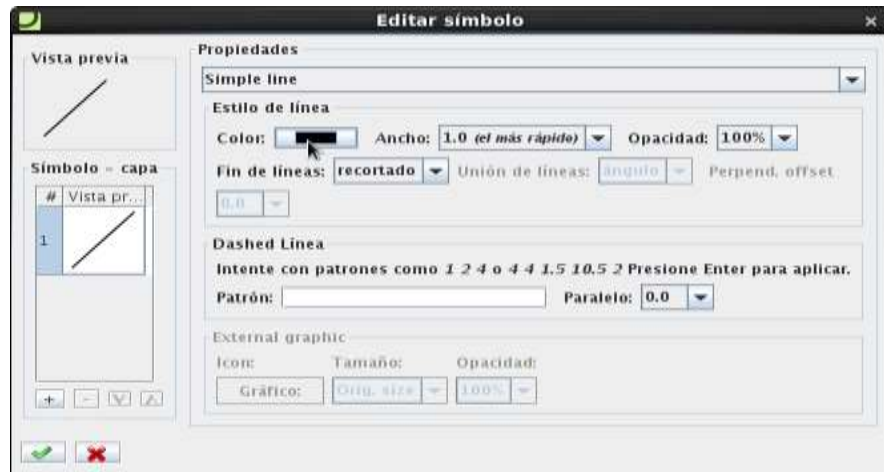 Editar símbolo
Vista previa
Símbolo - capa
# Vista pr...
1
+ -
Propiedades
Simple line
Estilo de línea
Color: Ancho: 1.0 (el más rápido) Opacidad: 100%
Fin de líneas: recortado Unión de líneas: ángulo Perpend. offset
0.0
Dashed Linea
Intente con patrones como 1 2 4 o 4 4 1.5 10.5 2 Presione Enter para aplicar.
Patrón: Paralelo: 0.0
External graphic
Icon: Tamaño: Opacidad:
Gráfico: Orig. size 100%